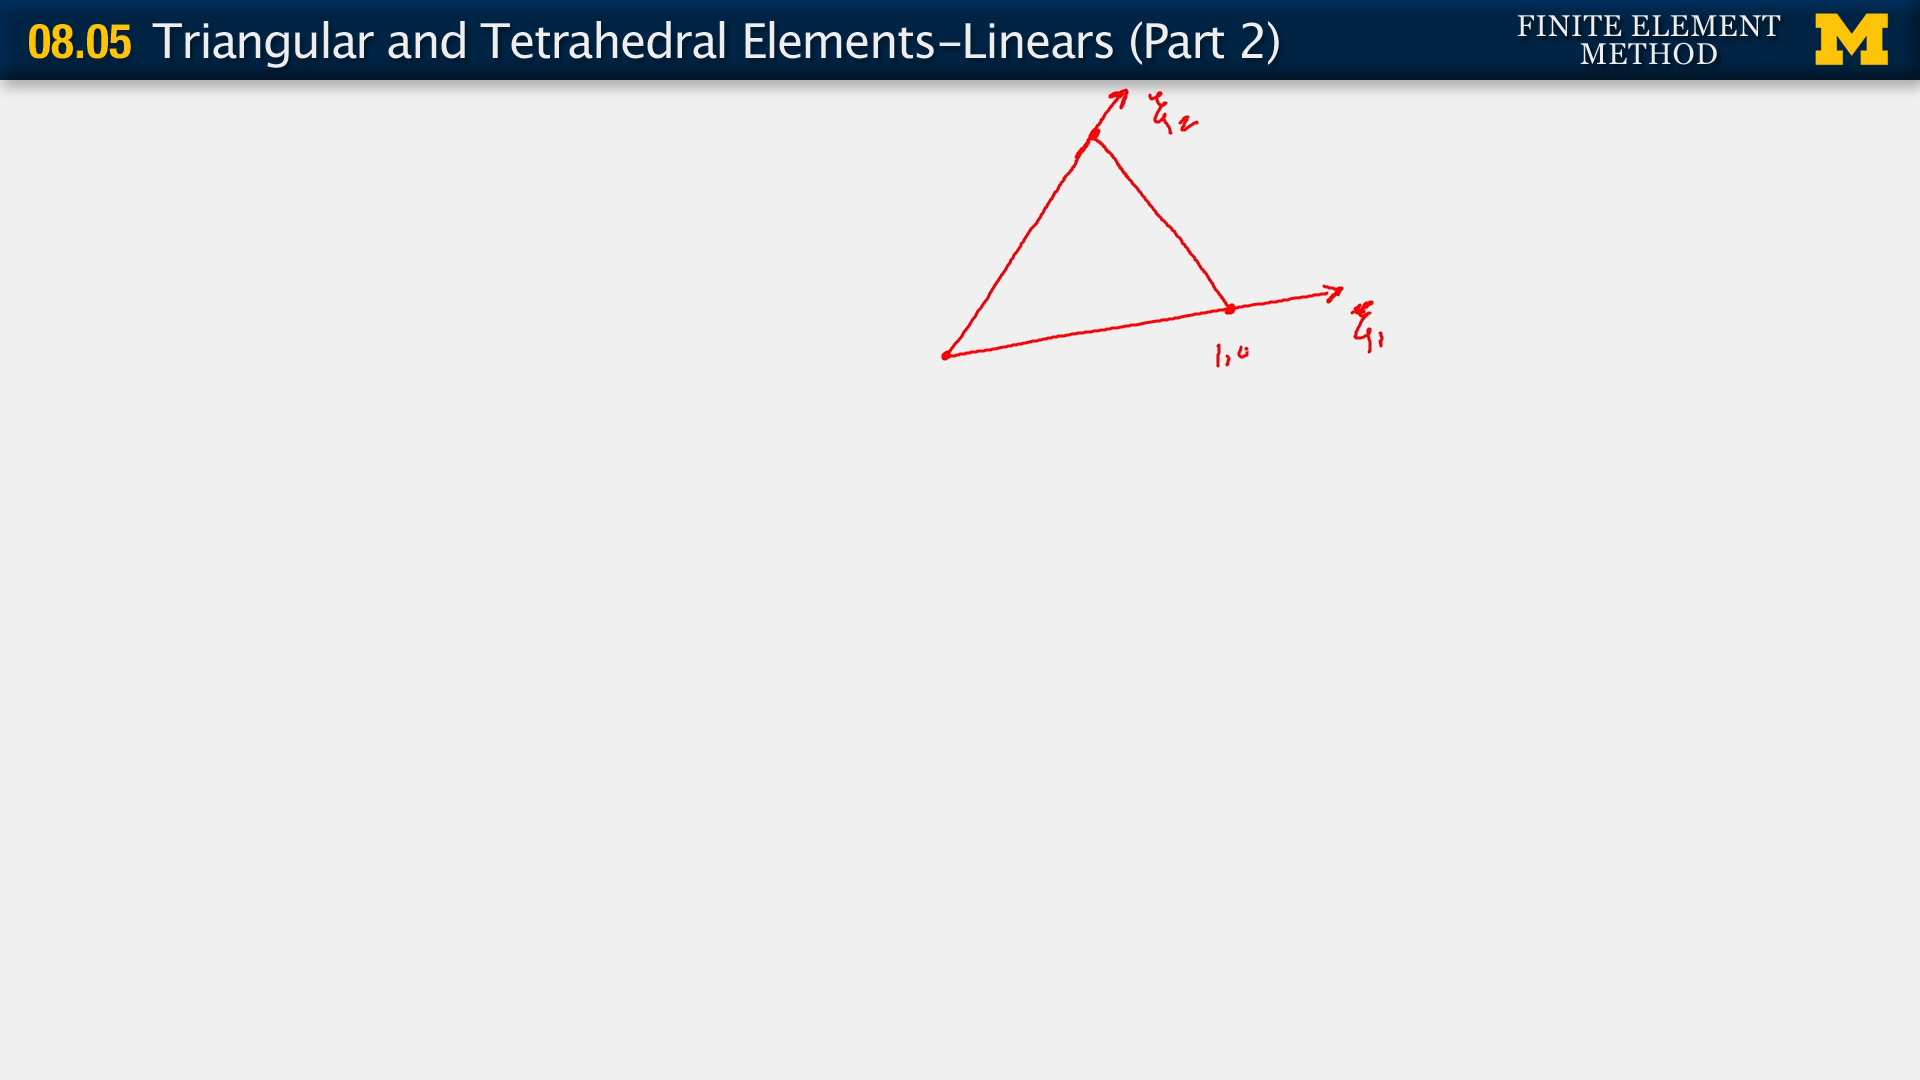 08.05 Triangular and Tetrahedral Elements–Linears (Part 2)
FINITE ELEMENT
METHOD
M
ξ₂
ξ₁
1,0